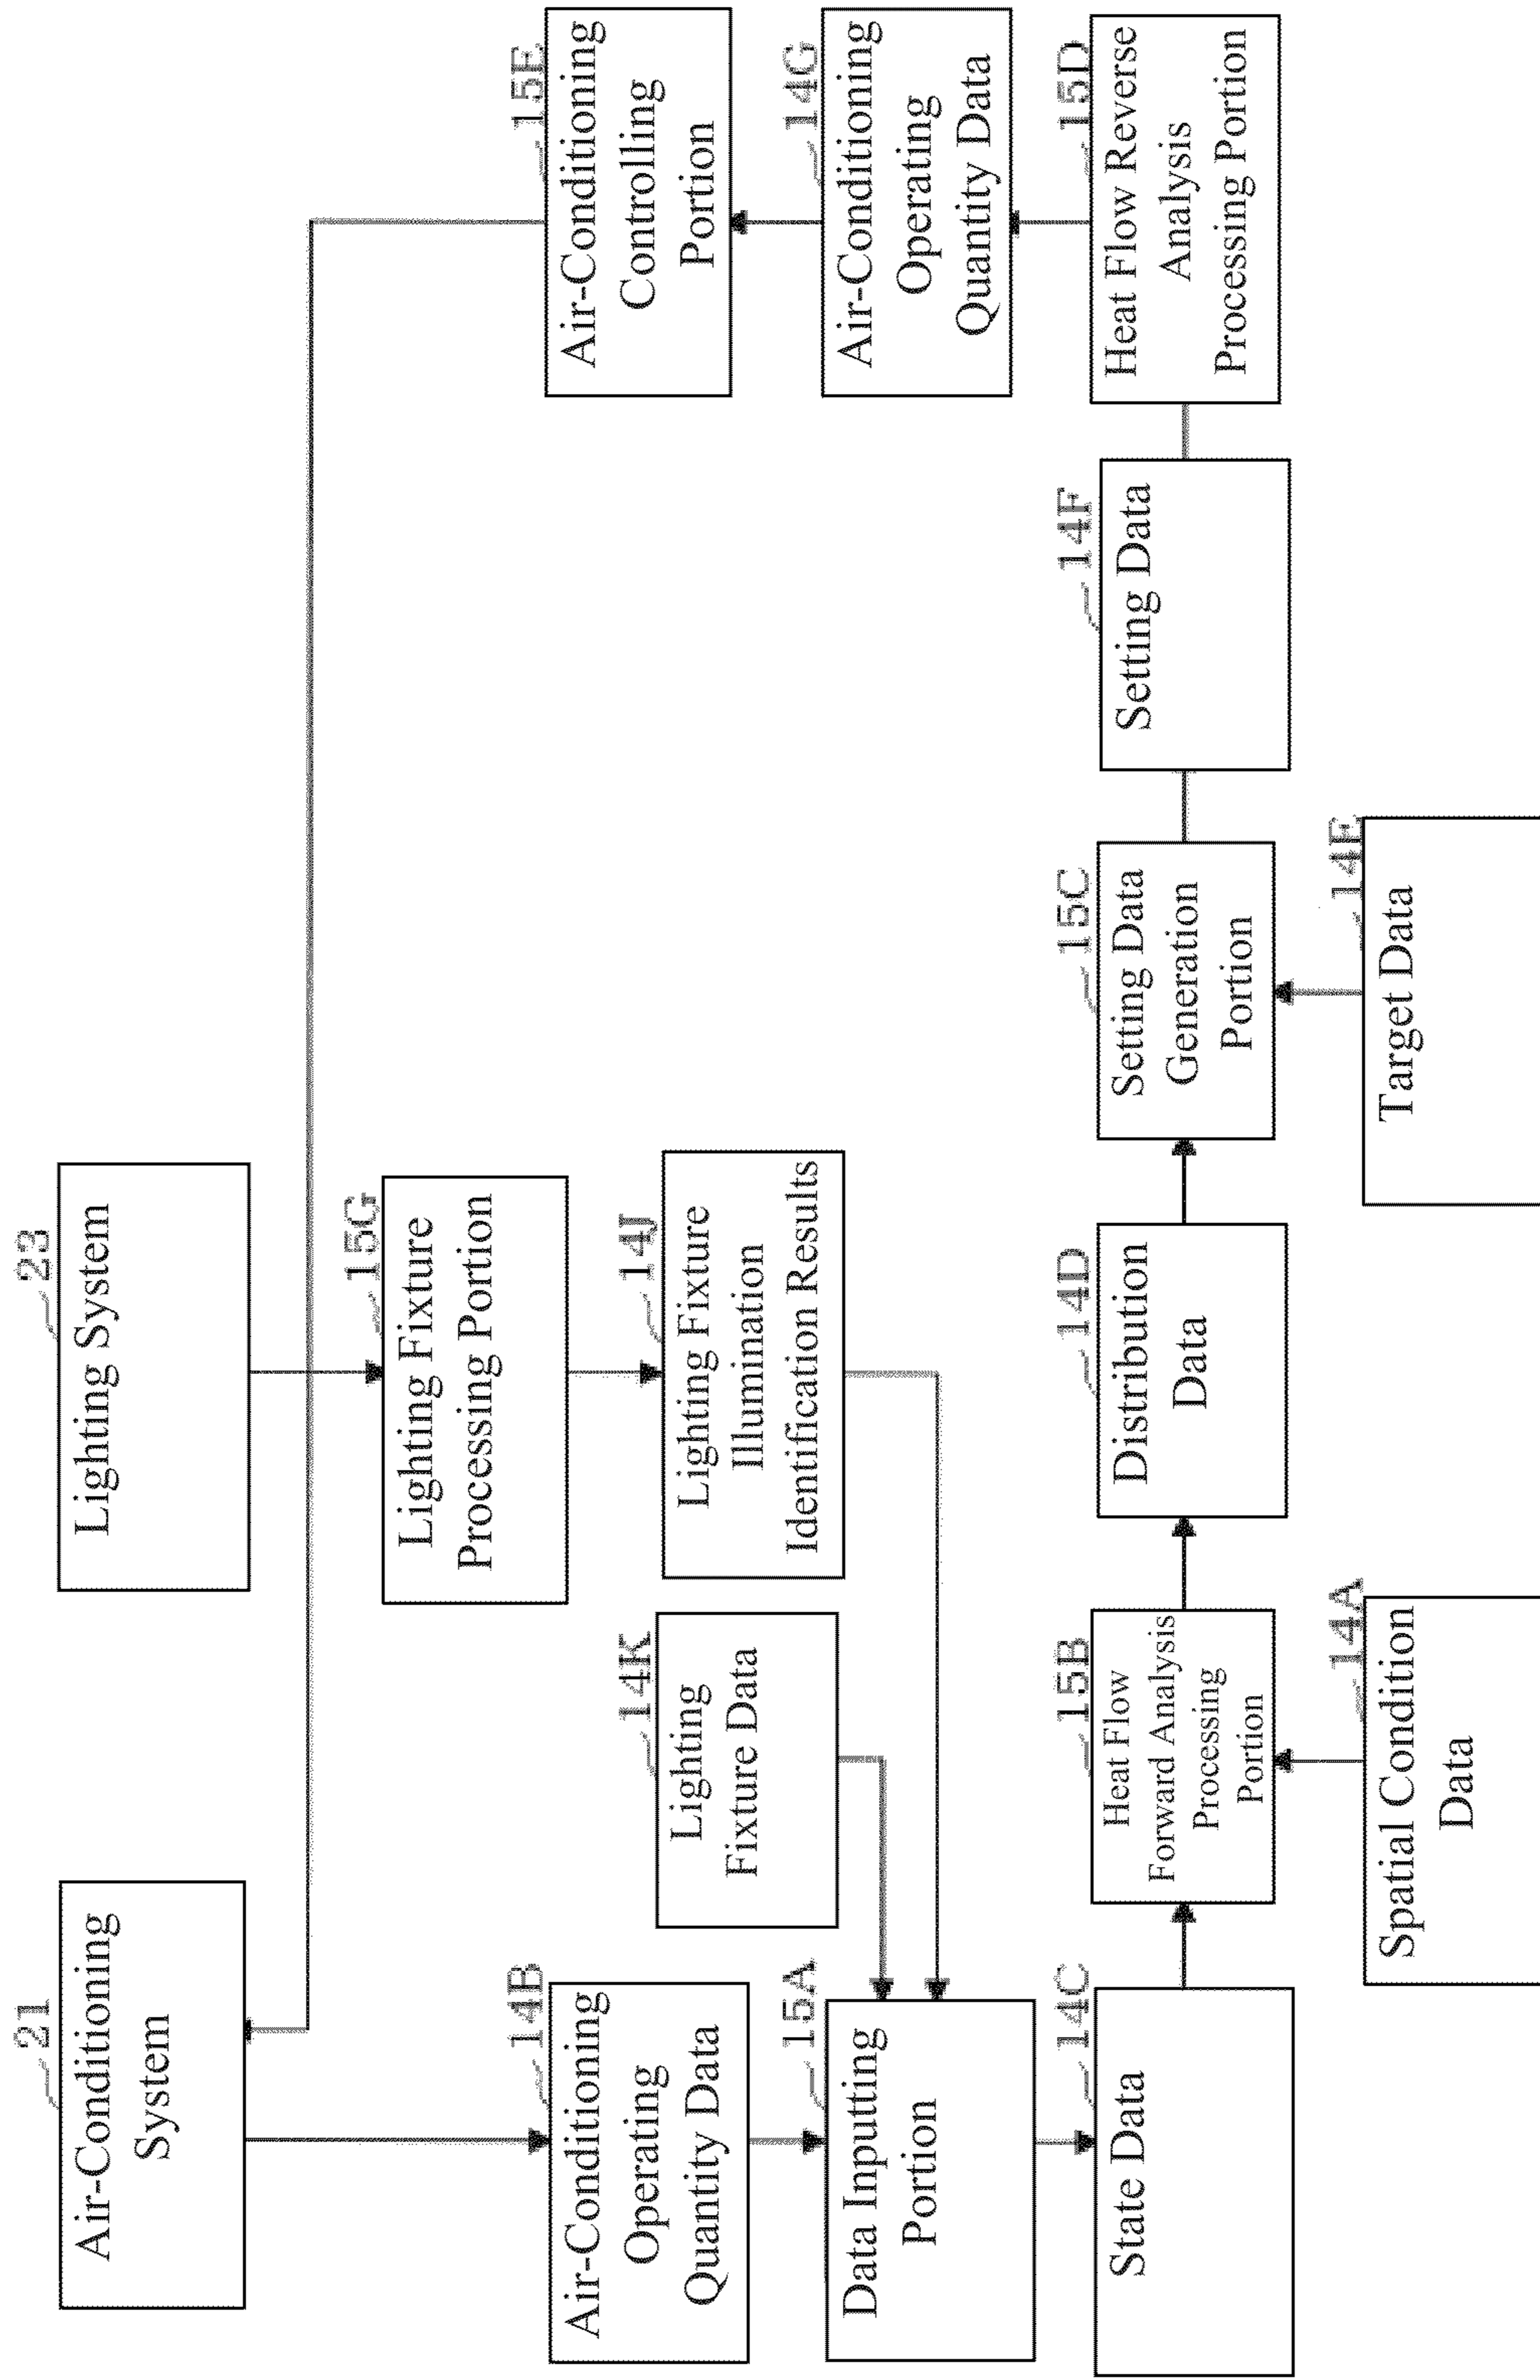 21
Air-Conditioning
System
23
Lighting System
15G
Lighting Fixture
Processing Portion
14J
Lighting Fixture
Illumination
Identification Results
14K
Lighting
Fixture Data
14B
Air-Conditioning
Operating
Quantity Data
15A
Data Inputting
Portion
14C
State Data
15B
Heat Flow
Forward Analysis
Processing
Portion
14A
Spatial Condition
Data
14D
Distribution
Data
15C
Setting Data
Generation
Portion
14E
Target Data
14F
Setting Data
15D
Heat Flow Reverse
Analysis
Processing Portion
14G
Air-Conditioning
Operating
Quantity Data
15E
Air-Conditioning
Controlling
Portion